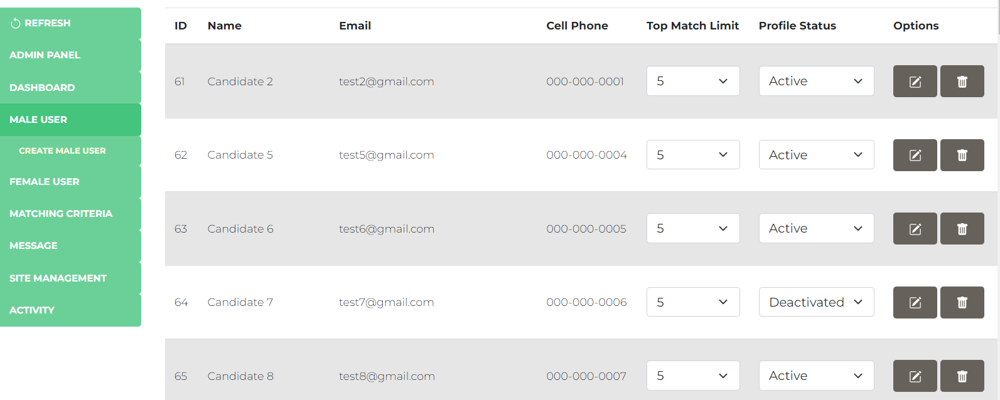 REFRESH
ADMIN PANEL
DASHBOARD
MALE USER
CREATE MALE USER
FEMALE USER
MATCHING CRITERIA
MESSAGE
SITE MANAGEMENT
ACTIVITY
ID Name Email Cell Phone Top Match Limit Profile Status Options
61 Candidate 2 test2@gmail.com 000-000-0001 5 Active
62 Candidate 5 test5@gmail.com 000-000-0004 5 Active
63 Candidate 6 test6@gmail.com 000-000-0005 5 Active
64 Candidate 7 test7@gmail.com 000-000-0006 5 Deactivated
65 Candidate 8 test8@gmail.com 000-000-0007 5 Active